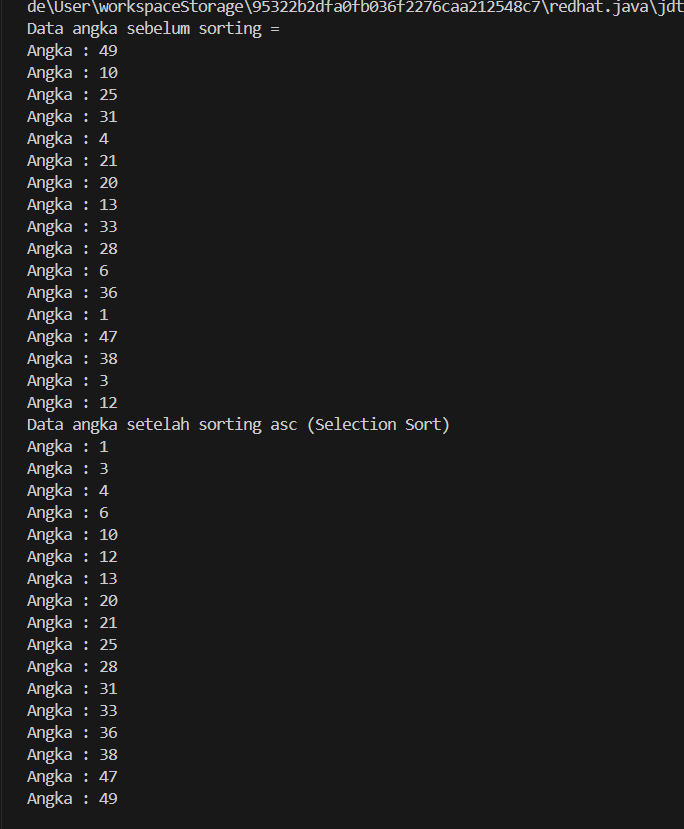 de\User\workspaceStorage\95322b2dfa0fb036f2276caa212548c7\redhat.java\jdt
Data angka sebelum sorting =
Angka : 49
Angka : 10
Angka : 25
Angka : 31
Angka : 4
Angka : 21
Angka : 20
Angka : 13
Angka : 33
Angka : 28
Angka : 6
Angka : 36
Angka : 1
Angka : 47
Angka : 38
Angka : 3
Angka : 12
Data angka setelah sorting asc (Selection Sort)
Angka : 1
Angka : 3
Angka : 4
Angka : 6
Angka : 10
Angka : 12
Angka : 13
Angka : 20
Angka : 21
Angka : 25
Angka : 28
Angka : 31
Angka : 33
Angka : 36
Angka : 38
Angka : 47
Angka : 49